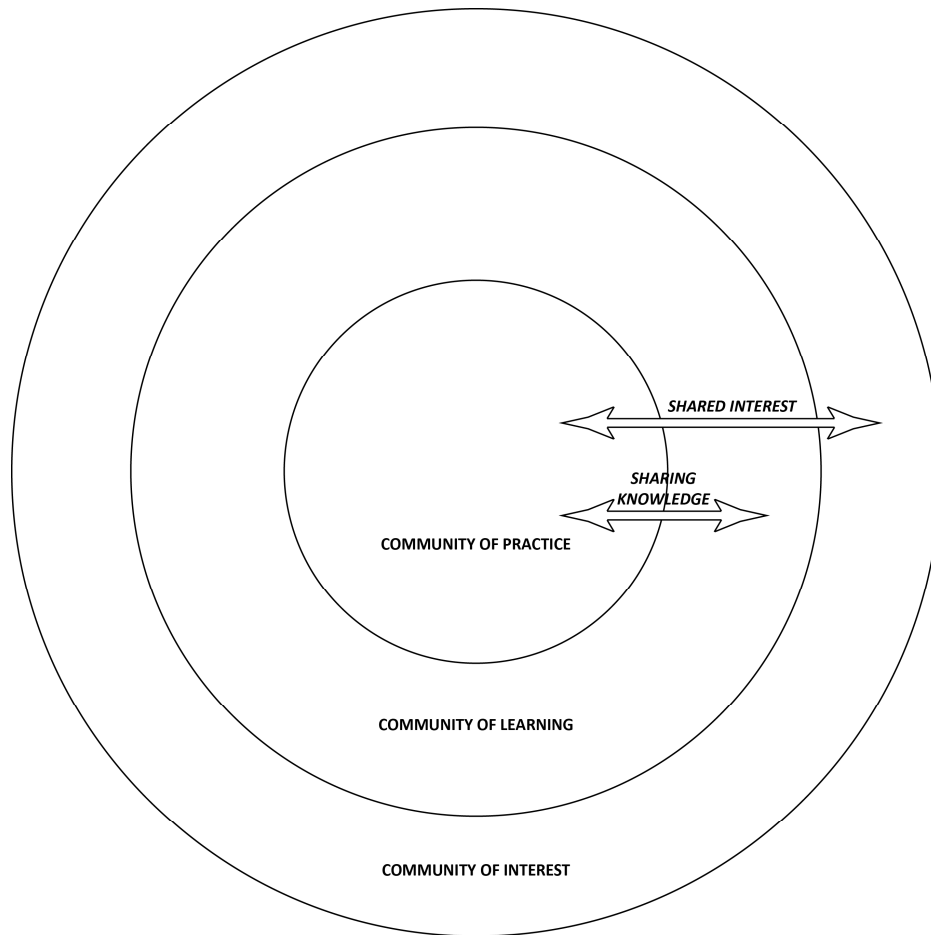 SHARED INTEREST
SHARING
KNOWLEDGE
COMMUNITY OF PRACTICE
COMMUNITY OF LEARNING
COMMUNITY OF INTEREST